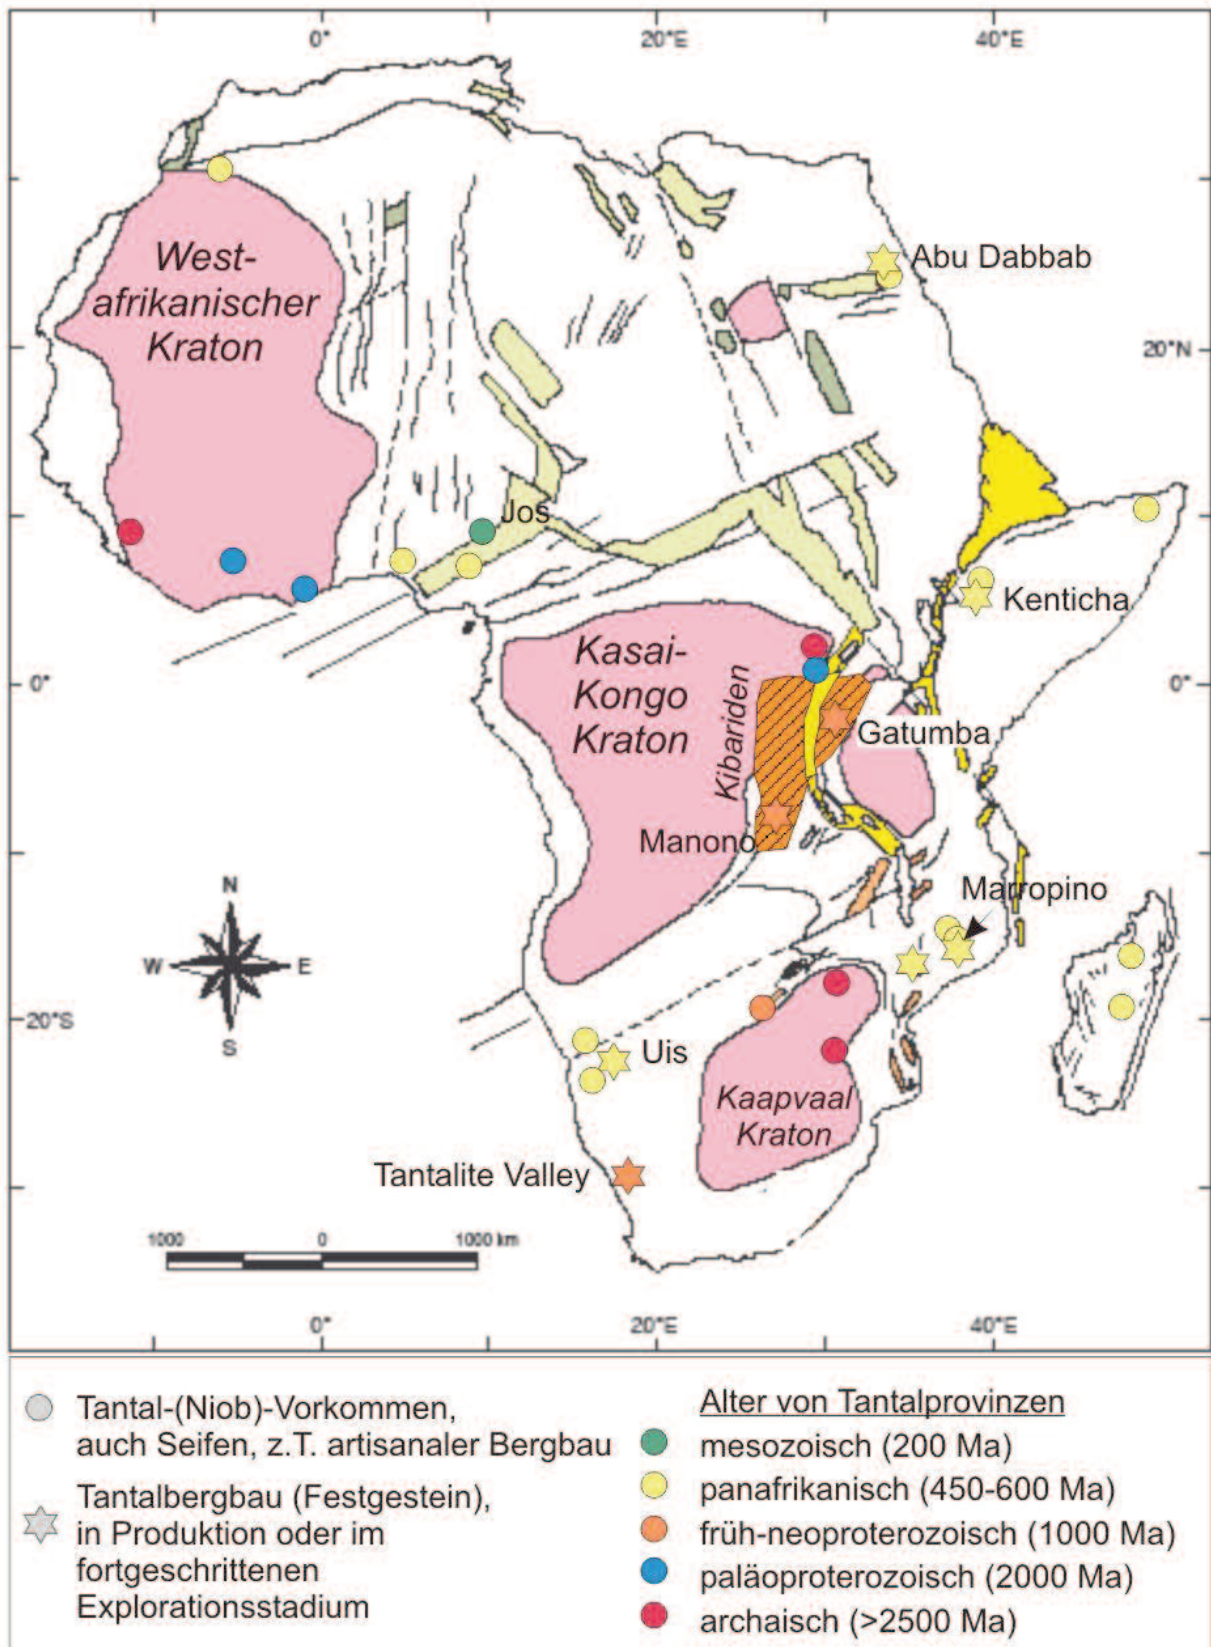 0°
20°E
40°E
West-
afrikanischer
Kraton
Abu Dabbab
20°N
Jos
Kenticha
Kasai-
Kongo
Kraton
Kibariden
0°
0°
Gatumba
Manono
Marropino
N
W
E
S
20°S
Uis
Kaapvaal
Kraton
Tantalite Valley
1000
0
1000 km
0°
20°E
40°E
Tantal-(Niob)-Vorkommen,
auch Seifen, z.T. artisanaler Bergbau
Tantalbergbau (Festgestein),
in Produktion oder im
fortgeschrittenen
Explorationsstadium
Alter von Tantalprovinzen
mesozoisch (200 Ma)
panafrikanisch (450-600 Ma)
früh-neoproterozoisch (1000 Ma)
paläoproterozoisch (2000 Ma)
archaisch (>2500 Ma)